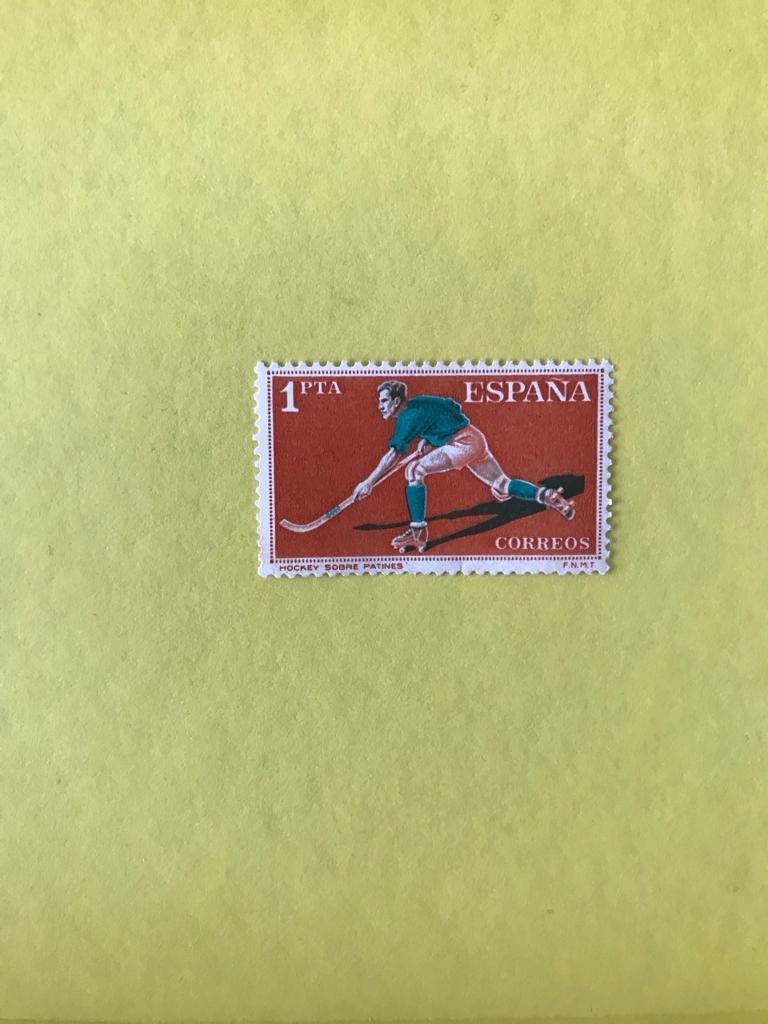 1 PTA ESPAÑA
CORREOS
HOCKEY SOBRE PATINES F.N.M.T.